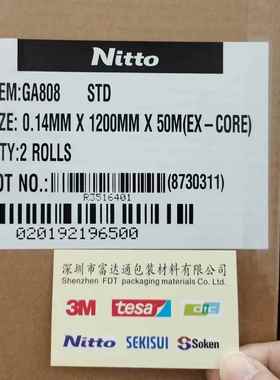 Nitto
EM:GA808 STD
ZE: 0.14MM X 1200MM X 50M(EX-CORE)
TY:2 ROLLS
OT NO.: (8730311)
R3516401
020192196500
深圳市富达通包装材料有限公司
Shenzhen FDT packaging materials Co. Ltd.
3M tesa dic
Nitto SEKISUI Soken